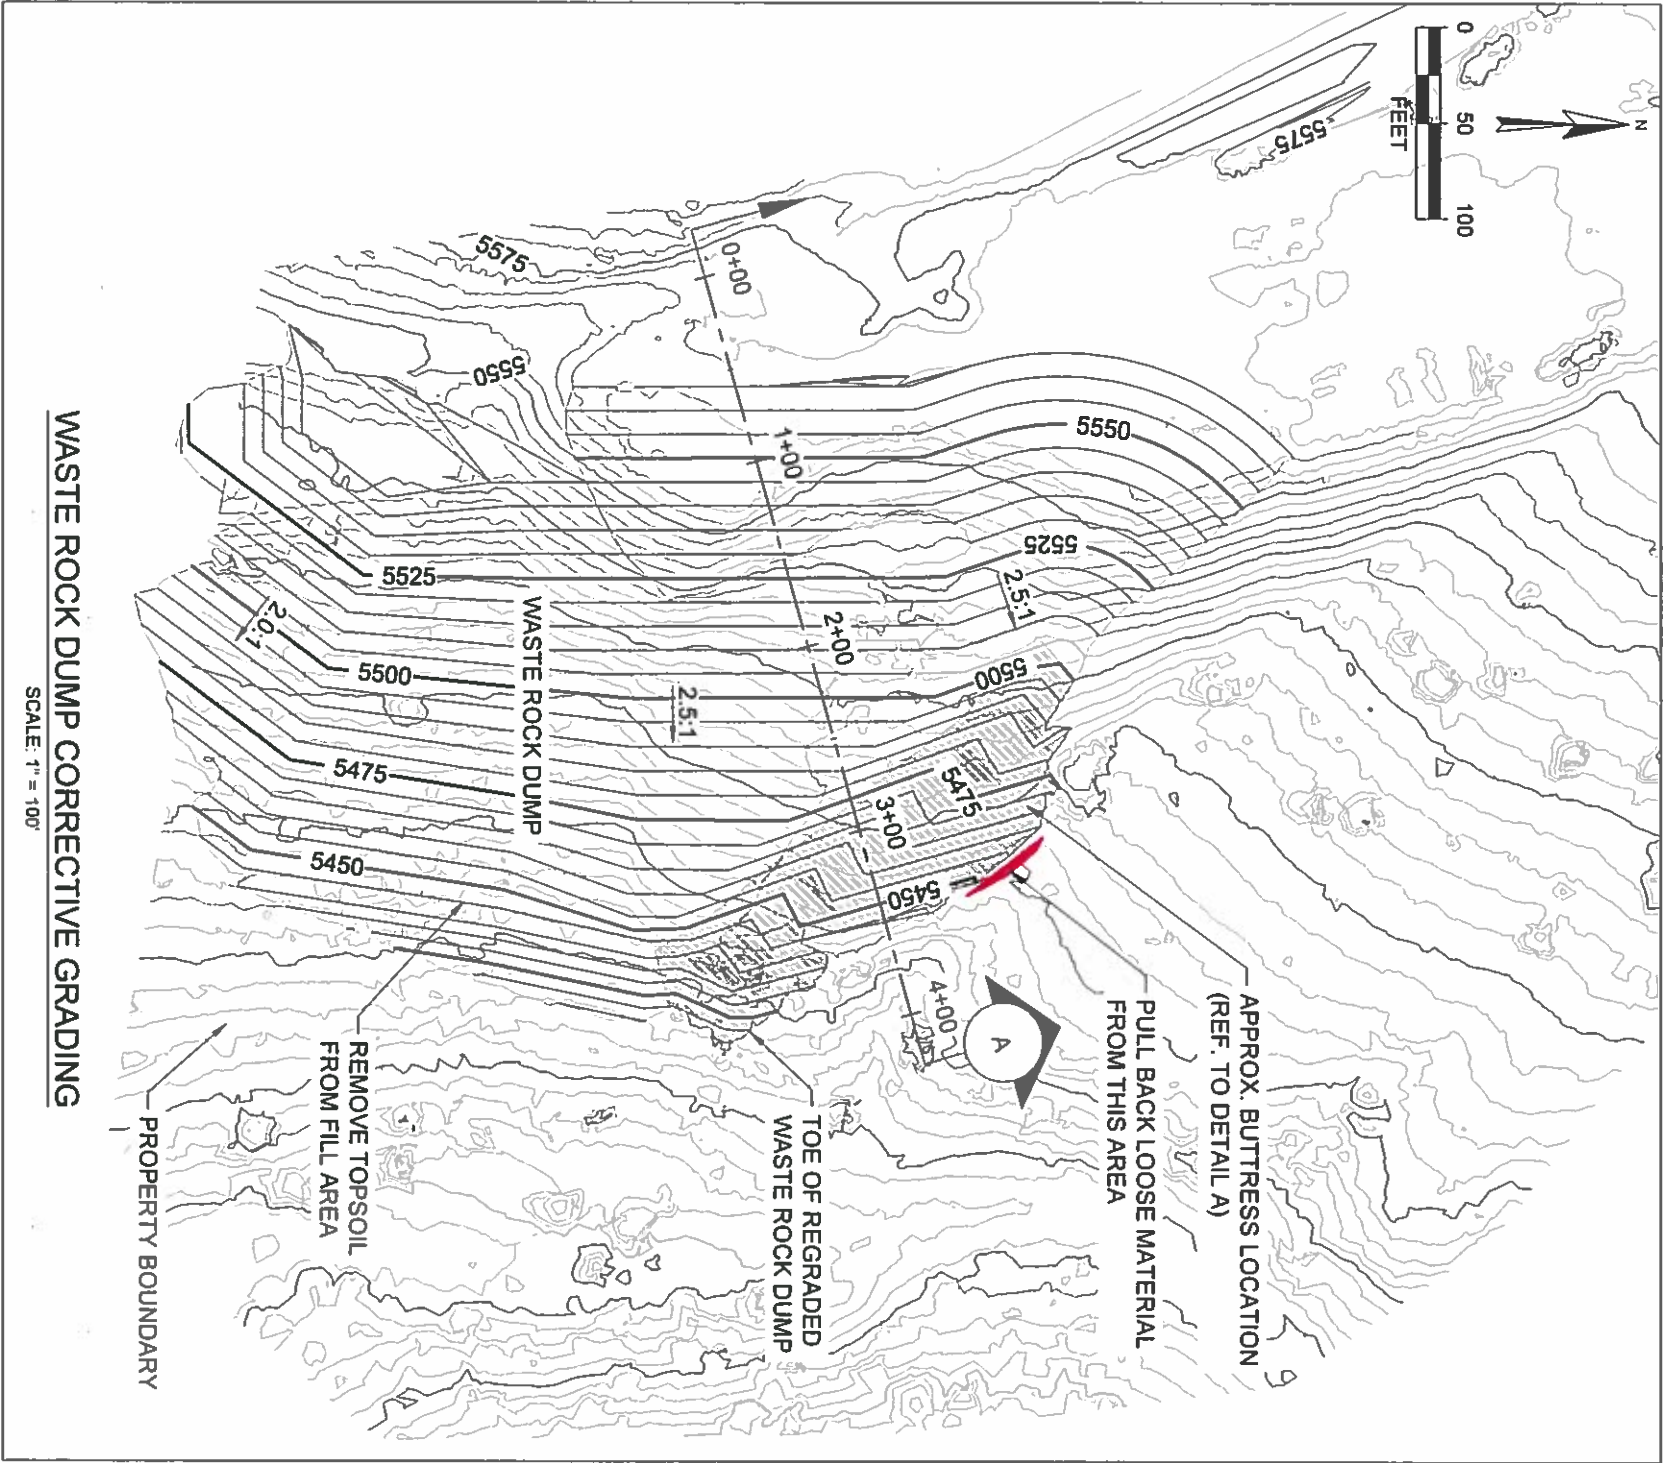 0 50 100
FEET
N
5575
5575
0+00
5550
5550
1+00
5525
5525
2.5:1
2+00
WASTE ROCK DUMP
2.0:1
5500
5500
2.5:1
5475
5475
3+00
5450
5450
4+00
A
APPROX. BUTTRESS LOCATION
(REF. TO DETAIL A)
PULL BACK LOOSE MATERIAL
FROM THIS AREA
TOE OF REGRADED
WASTE ROCK DUMP
REMOVE TOPSOIL
FROM FILL AREA
PROPERTY BOUNDARY
WASTE ROCK DUMP CORRECTIVE GRADING
SCALE: 1" = 100'